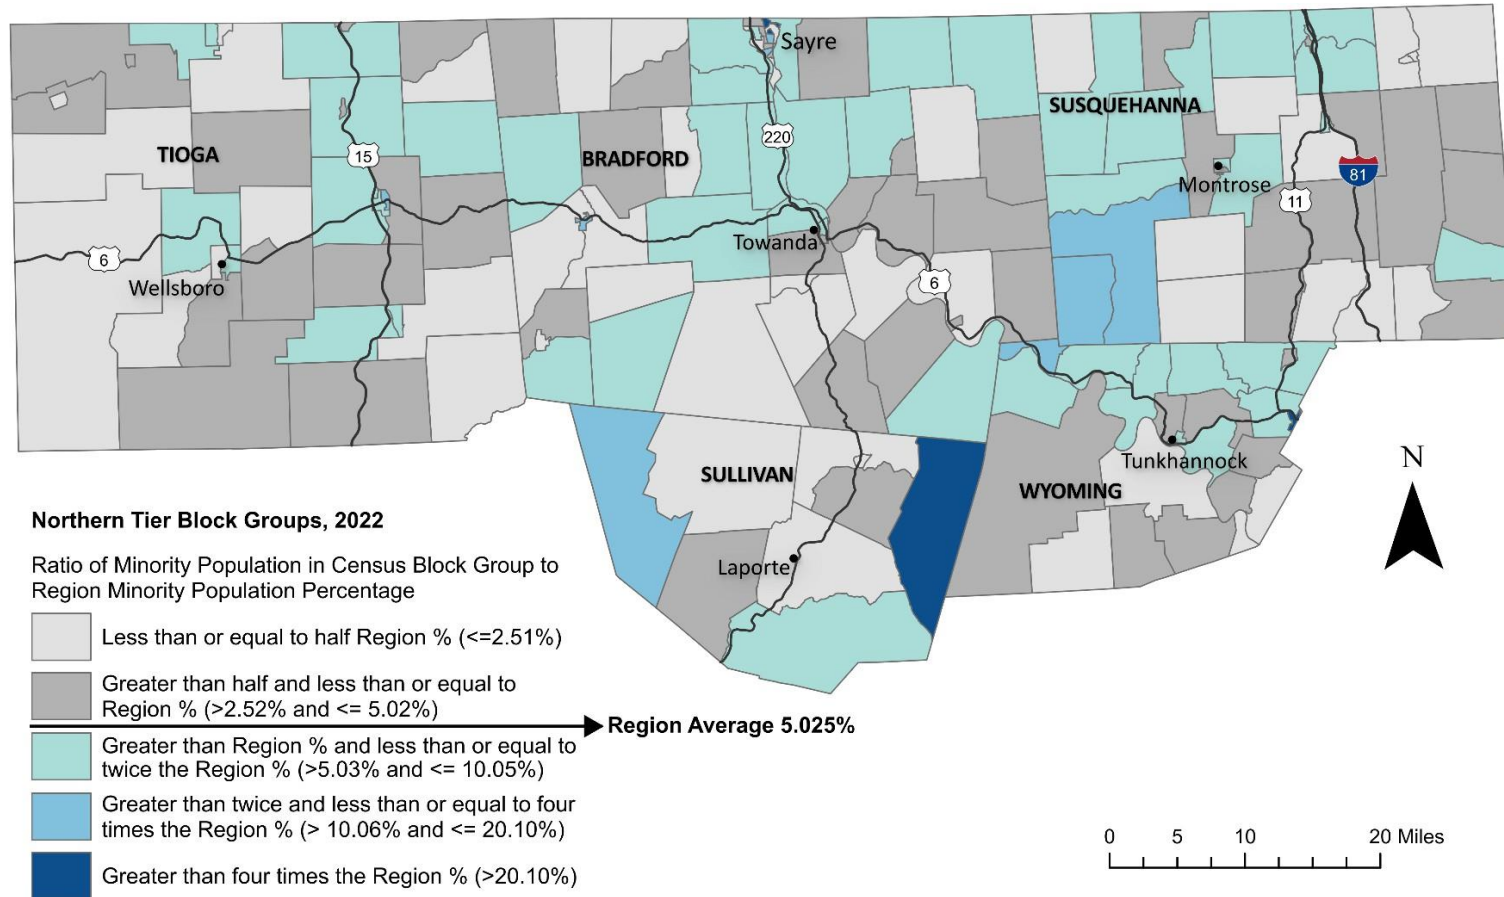 Sayre
SUSQUEHANNA
220
TIOGA
15
BRADFORD
81
Montrose
11
Towanda
6
Wellsboro
6
Tunkhannock
N
SULLIVAN
WYOMING
Laporte
Northern Tier Block Groups, 2022
Ratio of Minority Population in Census Block Group to
Region Minority Population Percentage
Less than or equal to half Region % (<=2.51%)
Greater than half and less than or equal to
Region % (>2.52% and <= 5.02%)
Region Average 5.025%
Greater than Region % and less than or equal to
twice the Region % (>5.03% and <= 10.05%)
Greater than twice and less than or equal to four
times the Region % (> 10.06% and <= 20.10%)
Greater than four times the Region % (>20.10%)
0 5 10 20 Miles